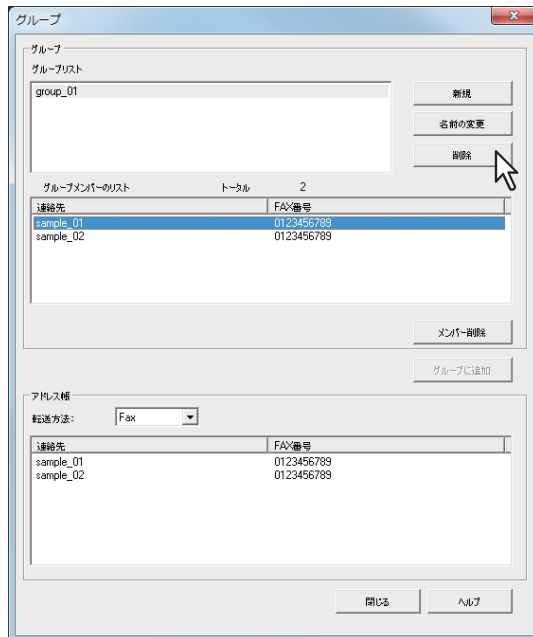 グループ
グループ
グループリスト
group_01
新規
名前の変更
削除
グループメンバーのリスト トータル 2
連絡先 FAX番号
sample_01 0123456789
sample_02 0123456789
メンバー削除
グループに追加
アドレス帳
転送方法: Fax
連絡先 FAX番号
sample_01 0123456789
sample_02 0123456789
閉じる ヘルプ